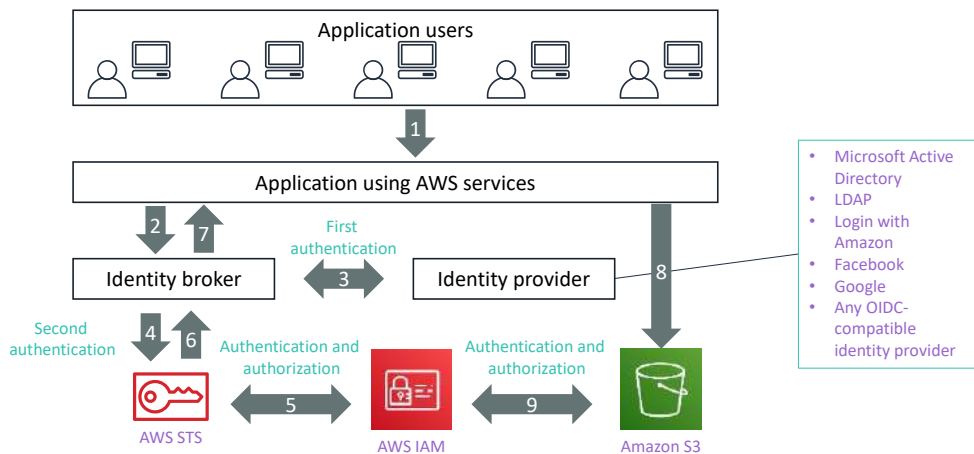 Application users
1
Application using AWS services
2
7
First
authentication
Identity broker
3
Identity provider
8
• Microsoft Active
Directory
• LDAP
• Login with
Amazon
• Facebook
• Google
• Any OIDC-
compatible
identity provider
Second
authentication
4
6
Authentication and
authorization
Authentication and
authorization
5
9
AWS STS
AWS IAM
Amazon S3